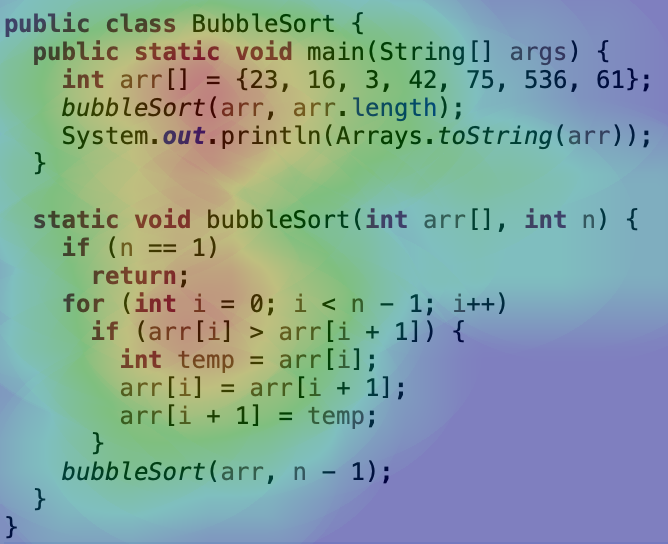 public class BubbleSort {
  public static void main(String[] args) {
    int arr[] = {23, 16, 3, 42, 75, 536, 61};
    bubbleSort(arr, arr.length);
    System.out.println(Arrays.toString(arr));
  }

  static void bubbleSort(int arr[], int n) {
    if (n == 1)
      return;
    for (int i = 0; i < n - 1; i++)
      if (arr[i] > arr[i + 1]) {
        int temp = arr[i];
        arr[i] = arr[i + 1];
        arr[i + 1] = temp;
      }
    bubbleSort(arr, n - 1);
  }
}